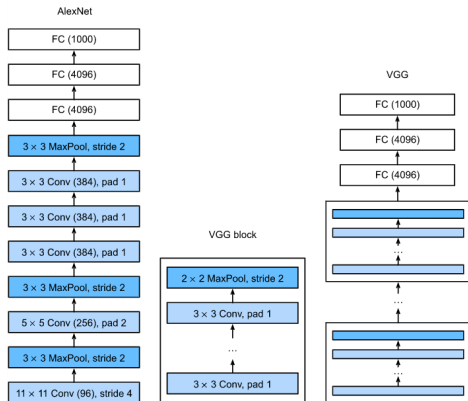 AlexNet
FC (1000)
FC (4096)
FC (4096)
3 × 3 MaxPool, stride 2
3 × 3 Conv (384), pad 1
3 × 3 Conv (384), pad 1
3 × 3 Conv (384), pad 1
3 × 3 MaxPool, stride 2
5 × 5 Conv (256), pad 2
3 × 3 MaxPool, stride 2
11 × 11 Conv (96), stride 4
VGG block
2 × 2 MaxPool, stride 2
3 × 3 Conv, pad 1
...
3 × 3 Conv, pad 1
VGG
FC (1000)
FC (4096)
FC (4096)
...
...
...